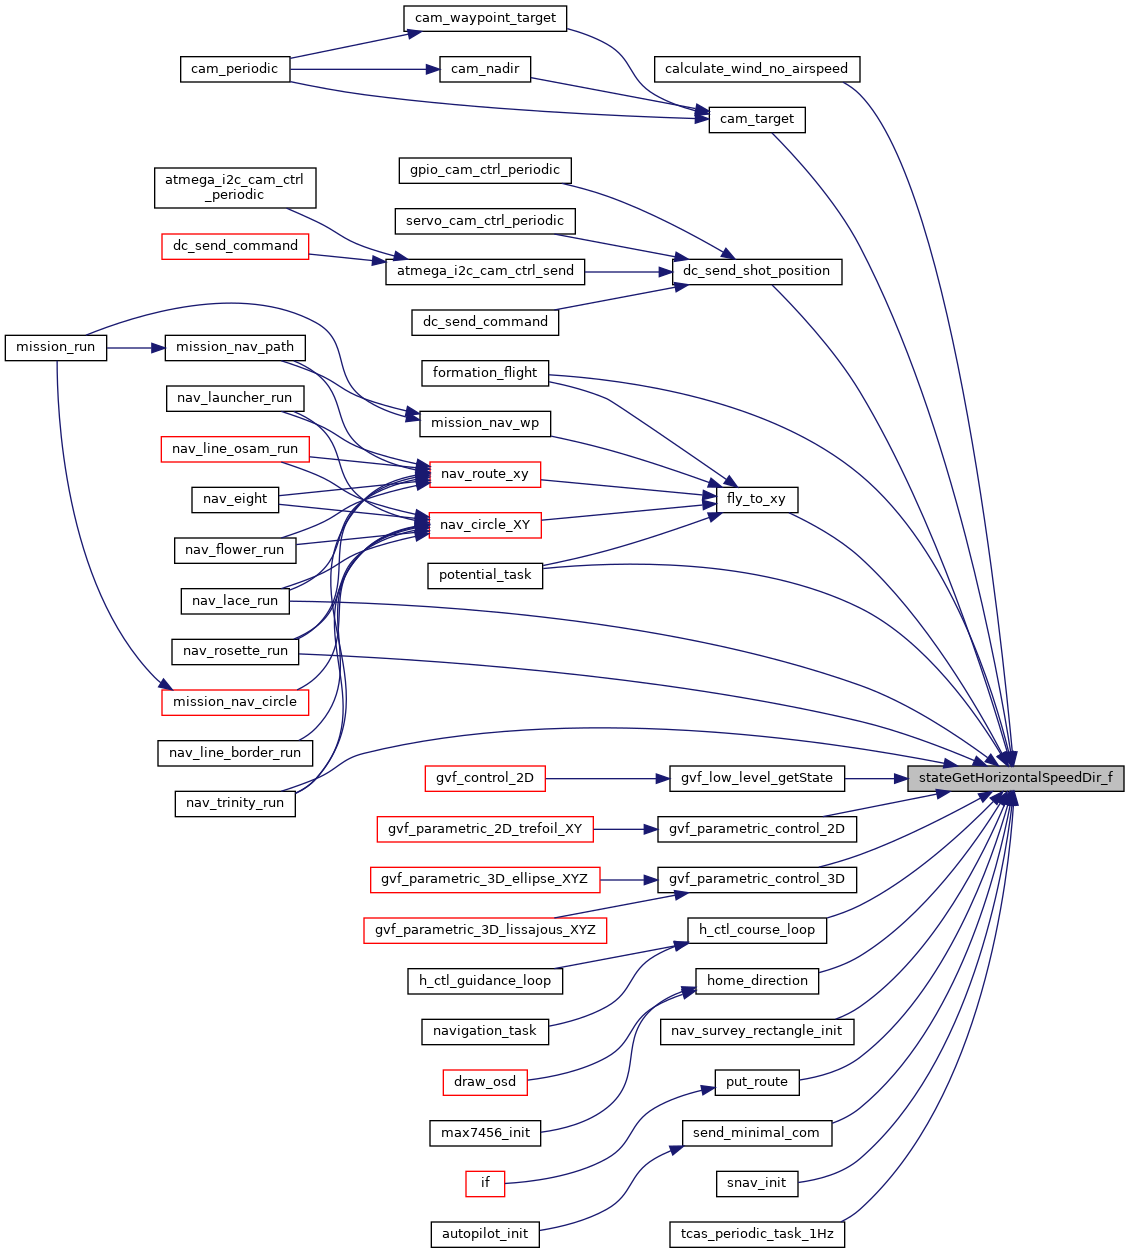 cam_waypoint_target
cam_periodic
cam_nadir
calculate_wind_no_airspeed
cam_target
gpio_cam_ctrl_periodic
atmega_i2c_cam_ctrl
_periodic
servo_cam_ctrl_periodic
dc_send_command
atmega_i2c_cam_ctrl_send
dc_send_shot_position
dc_send_command
mission_run
mission_nav_path
formation_flight
nav_launcher_run
mission_nav_wp
nav_line_osam_run
nav_route_xy
nav_eight
fly_to_xy
nav_circle_XY
nav_flower_run
potential_task
nav_lace_run
nav_rosette_run
mission_nav_circle
nav_line_border_run
gvf_control_2D
gvf_low_level_getState
stateGetHorizontalSpeedDir_f
nav_trinity_run
gvf_parametric_2D_trefoil_XY
gvf_parametric_control_2D
gvf_parametric_3D_ellipse_XYZ
gvf_parametric_control_3D
gvf_parametric_3D_lissajous_XYZ
h_ctl_course_loop
h_ctl_guidance_loop
home_direction
navigation_task
nav_survey_rectangle_init
draw_osd
put_route
max7456_init
send_minimal_com
if
snav_init
autopilot_init
tcas_periodic_task_1Hz